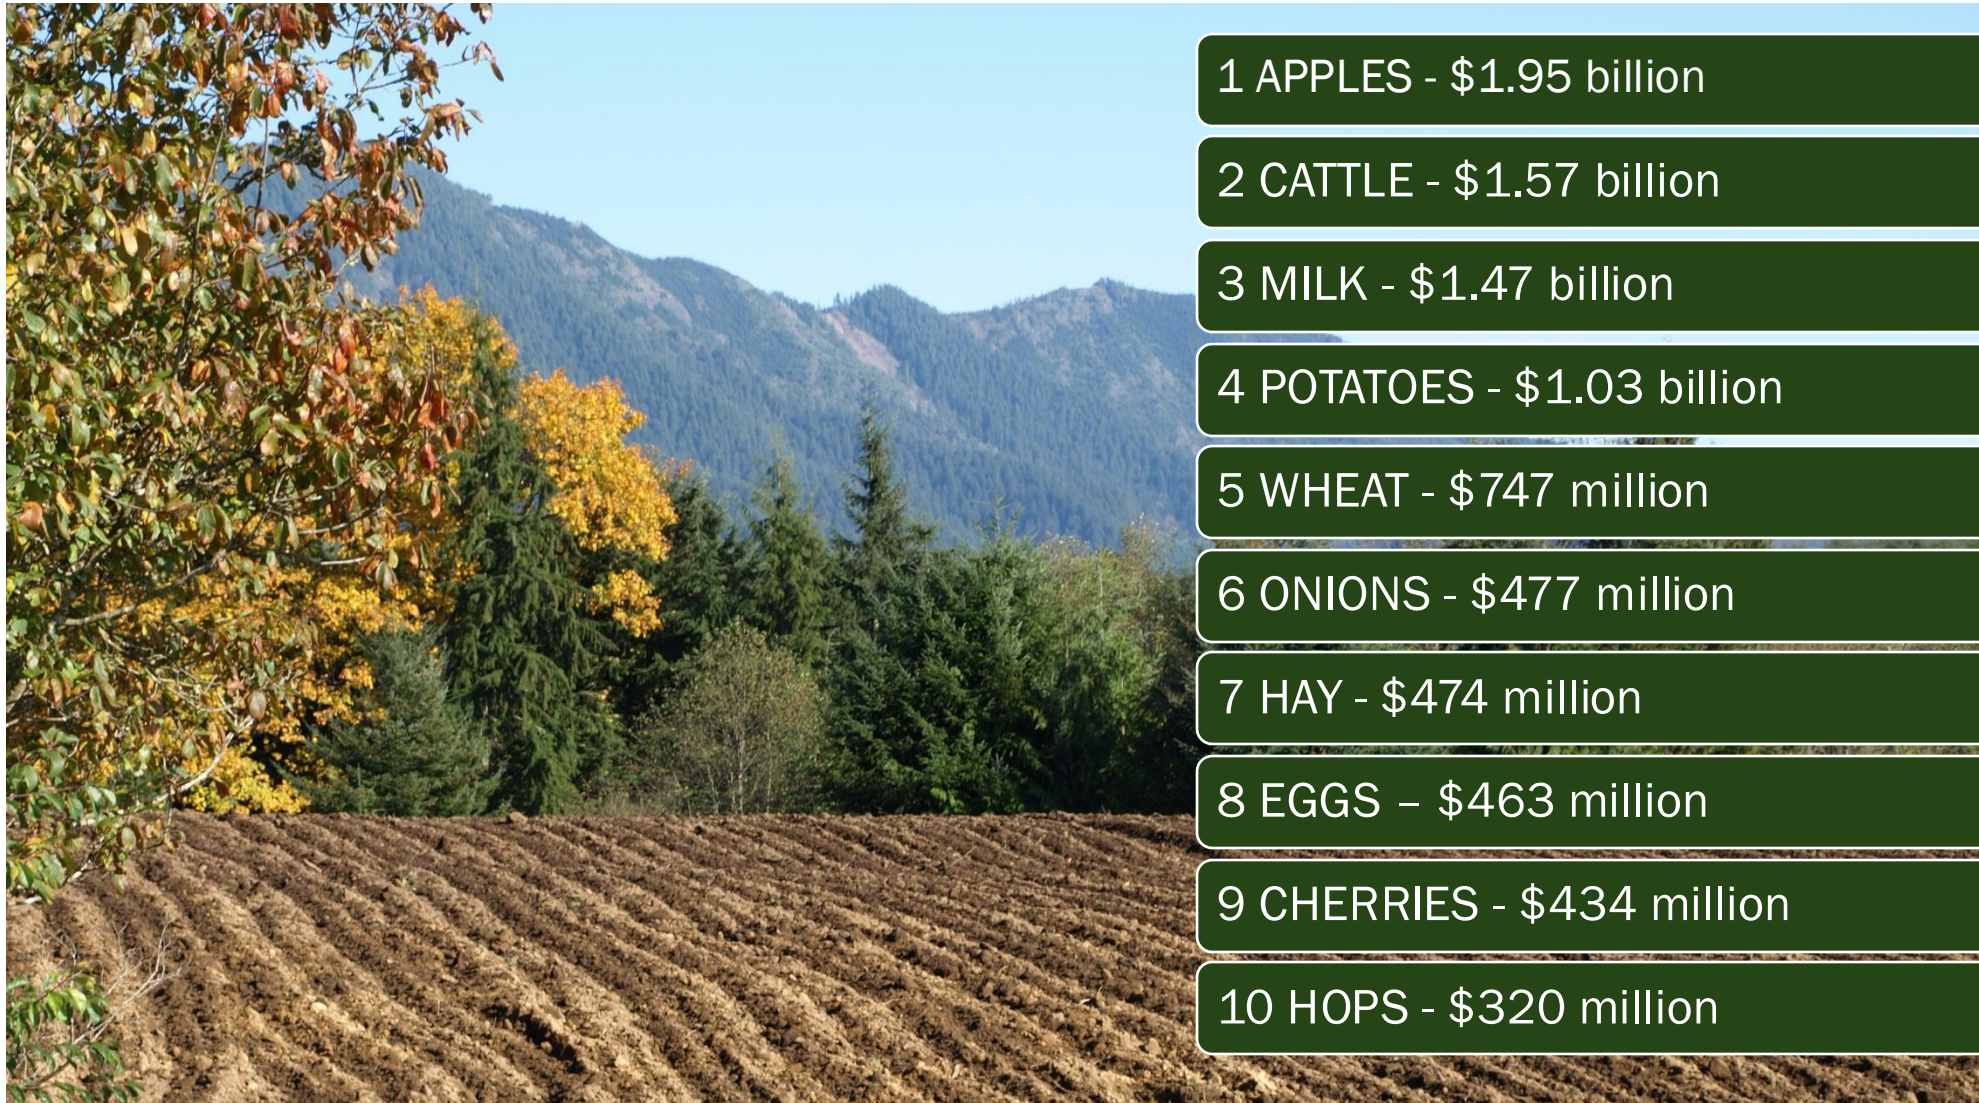 1 APPLES - $1.95 billion
2 CATTLE - $1.57 billion
3 MILK - $1.47 billion
4 POTATOES - $1.03 billion
5 WHEAT - $747 million
6 ONIONS - $477 million
7 HAY - $474 million
8 EGGS – $463 million
9 CHERRIES - $434 million
10 HOPS - $320 million